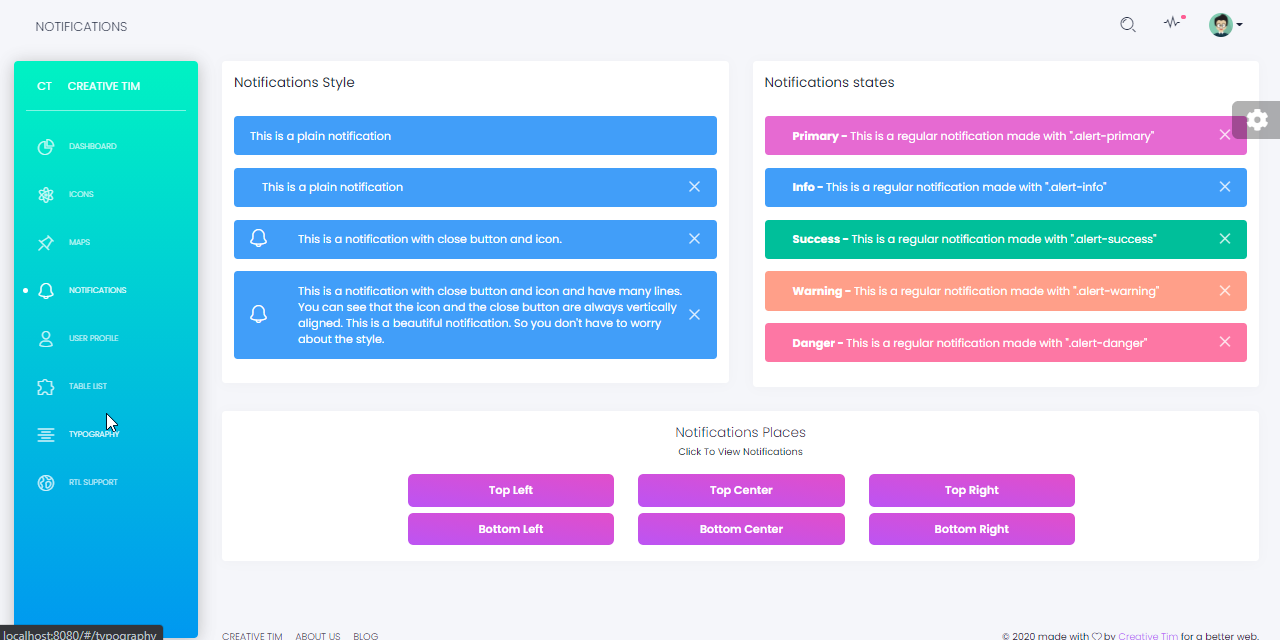 NOTIFICATIONS
CT CREATIVE TIM
DASHBOARD
ICONS
MAPS
NOTIFICATIONS
USER PROFILE
TABLE LIST
TYPOGRAPHY
RTL SUPPORT
Notifications Style
This is a plain notification
This is a plain notification
This is a notification with close button and icon.
This is a notification with close button and icon and have many lines.
You can see that the icon and the close button are always vertically
aligned. This is a beautiful notification. So you don't have to worry
about the style.
Notifications states
Primary - This is a regular notification made with ".alert-primary"
Info - This is a regular notification made with ".alert-info"
Success - This is a regular notification made with ".alert-success"
Warning - This is a regular notification made with ".alert-warning"
Danger - This is a regular notification made with ".alert-danger"
Notifications Places
Click To View Notifications
Top Left Top Center Top Right
Bottom Left Bottom Center Bottom Right
localhost:8080/#/typography
CREATIVE TIM ABOUT US BLOG
© 2020 made with ♡ by Creative Tim for a better web.